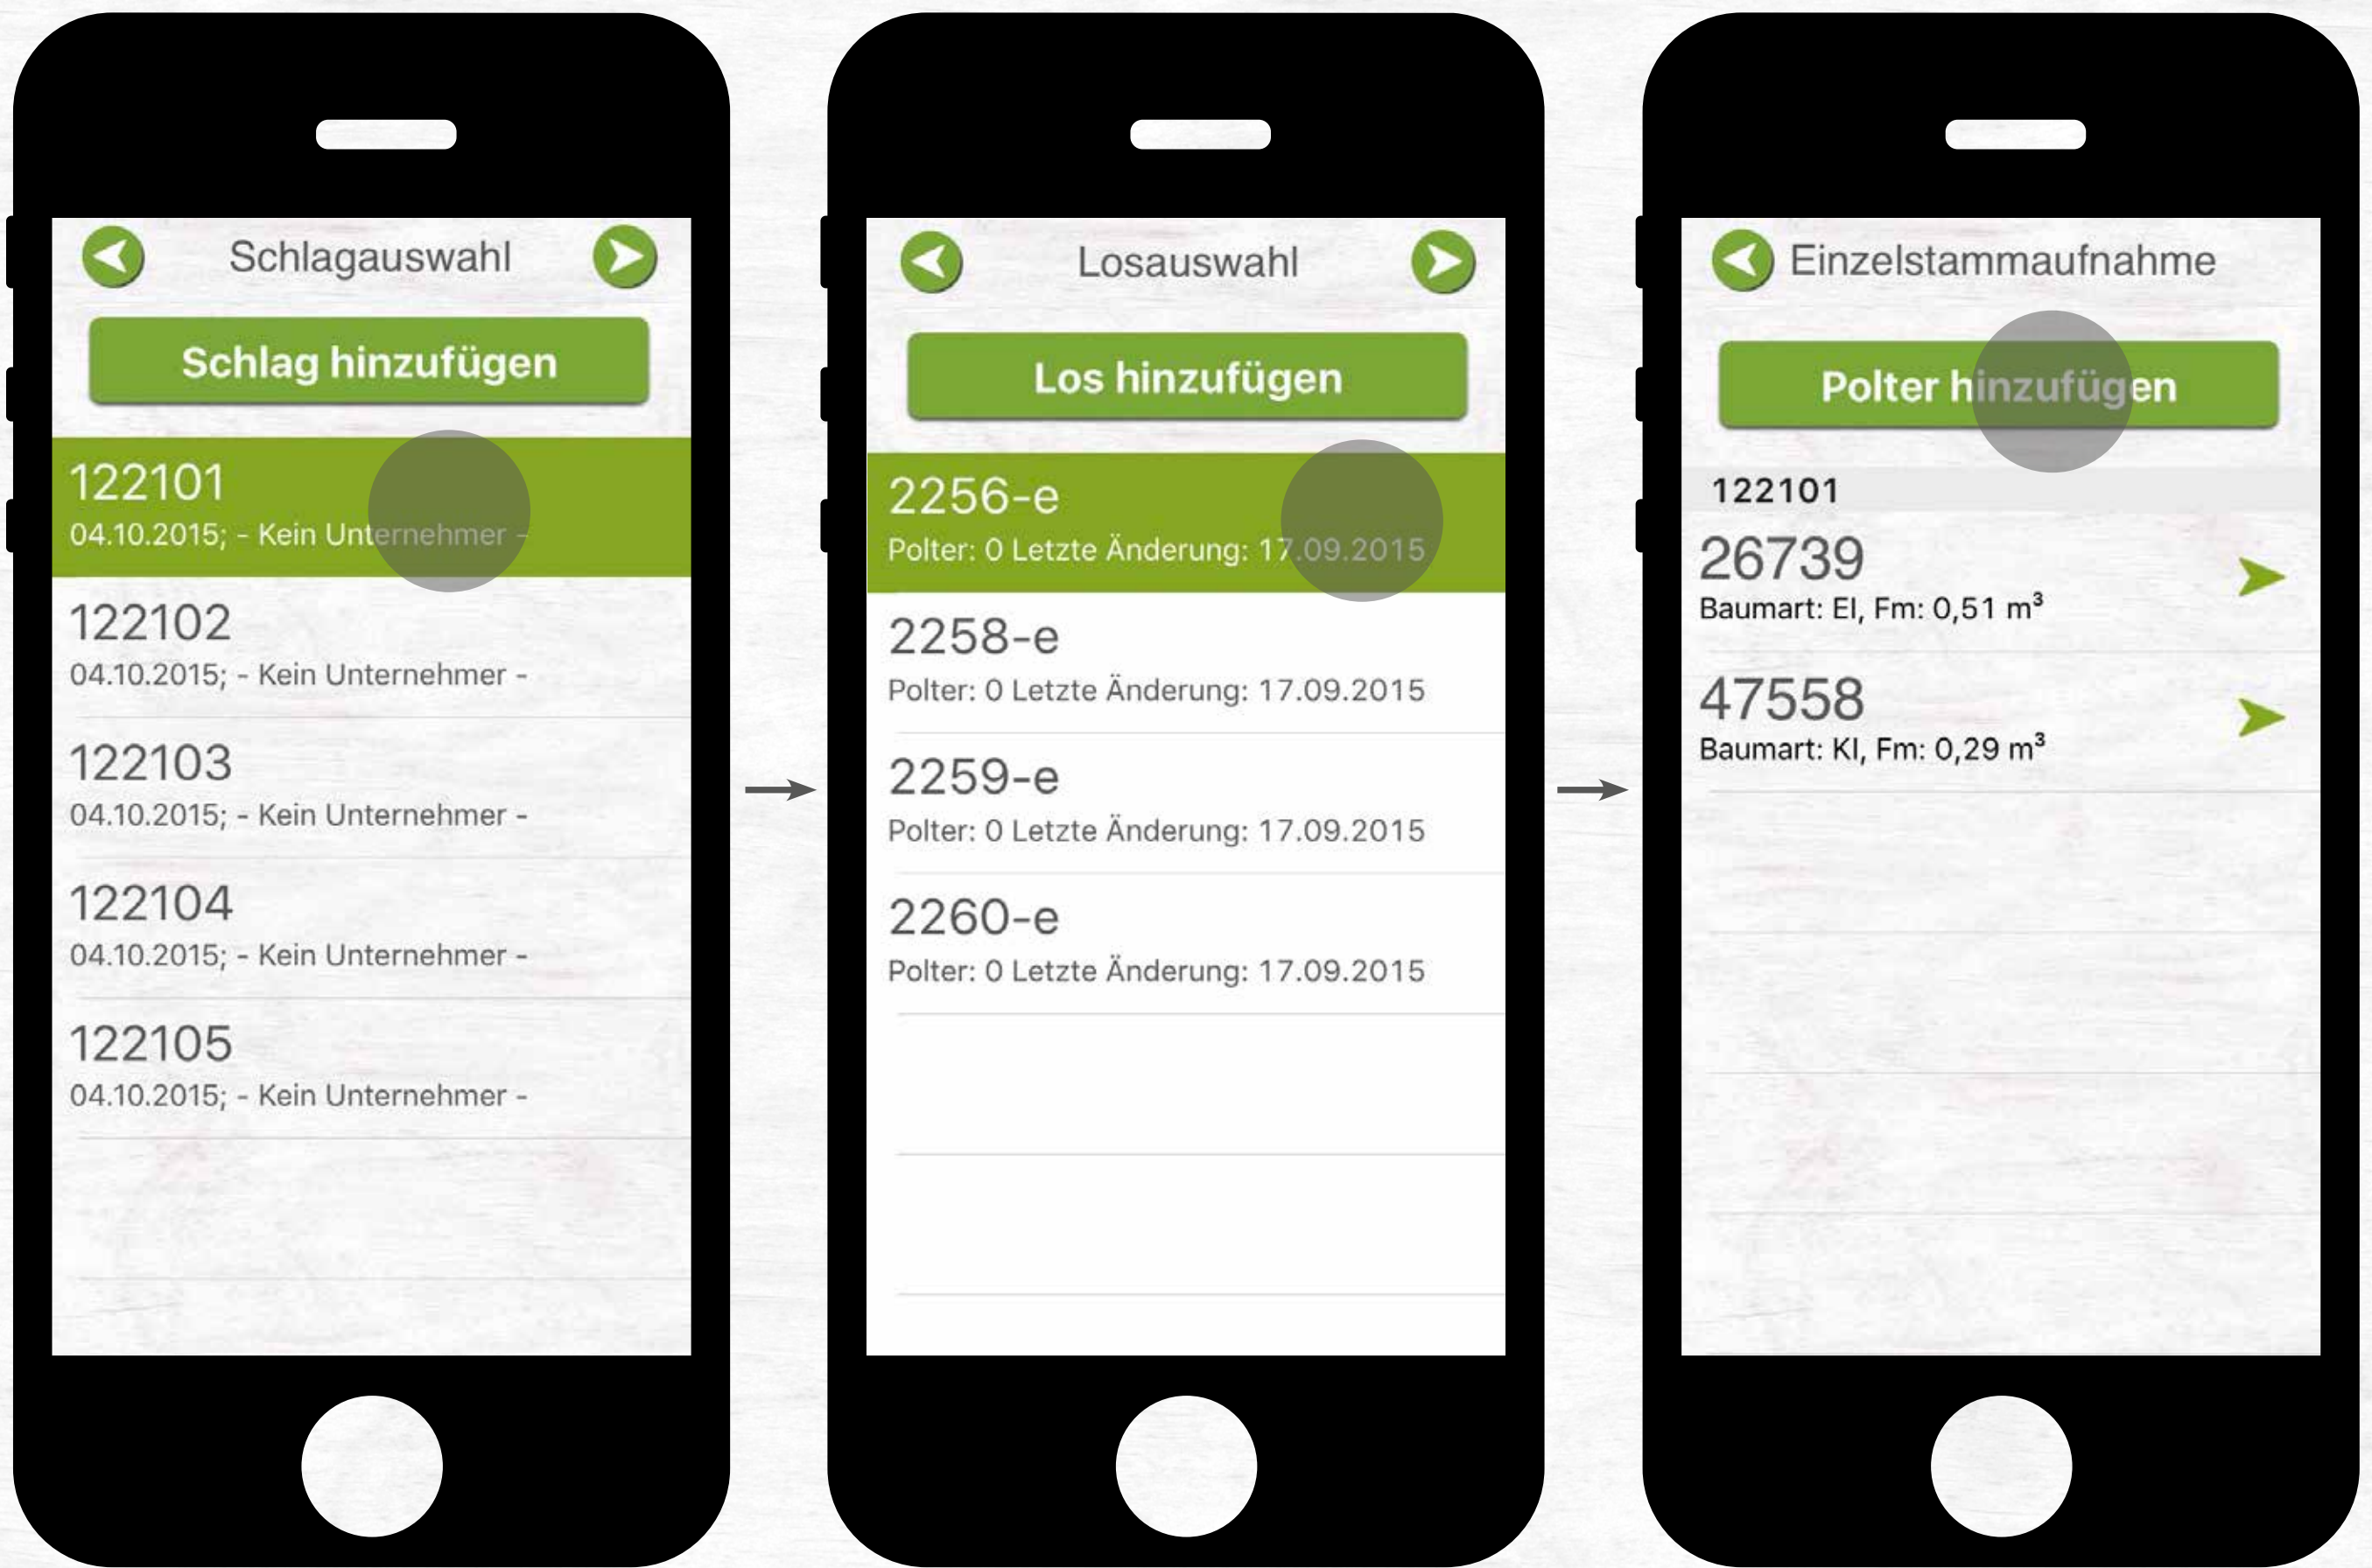 Schlagauswahl
Schlag hinzufügen
122101
04.10.2015; - Kein Unternehmer -
122102
04.10.2015; - Kein Unternehmer -
122103
04.10.2015; - Kein Unternehmer -
122104
04.10.2015; - Kein Unternehmer -
122105
04.10.2015; - Kein Unternehmer -
Losauswahl
Los hinzufügen
2256-e
Polter: 0 Letzte Änderung: 17.09.2015
2258-e
Polter: 0 Letzte Änderung: 17.09.2015
2259-e
Polter: 0 Letzte Änderung: 17.09.2015
2260-e
Polter: 0 Letzte Änderung: 17.09.2015
Einzelstammaufnahme
Polter hinzufügen
122101
26739
Baumart: EI, Fm: 0,51 m³
47558
Baumart: KI, Fm: 0,29 m³